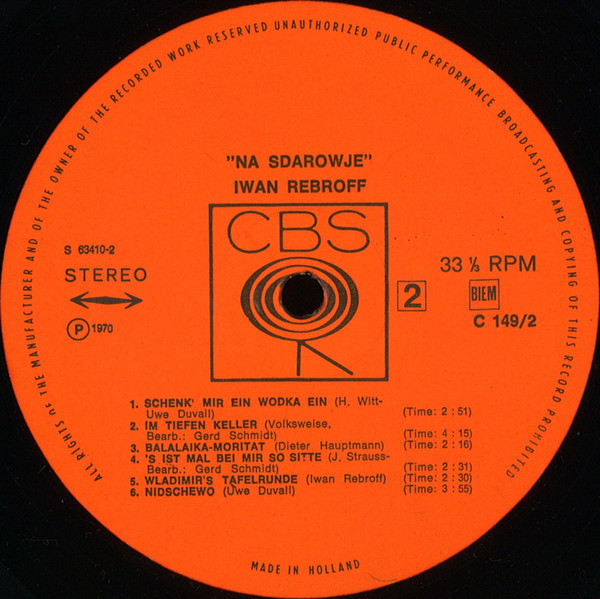 ALL RIGHTS OF THE MANUFACTURER AND OF THE OWNER OF THE RECORDED WORK RESERVED UNAUTHORIZED PUBLIC PERFORMANCE BROADCASTING AND COPYING OF THIS RECORD PROHIBITED
"NA SDAROWJE"
IWAN REBROFF
CBS
S 63410-2
STEREO
℗ 1970
33 ⅓ RPM
2
BIEM
C 149/2
1. SCHENK' MIR EIN WODKA EIN (H. Witt-
Uwe Duvall) (Time: 2 : 51)
2. IM TIEFEN KELLER (Volksweise,
Bearb.: Gerd Schmidt) (Time: 4 : 15)
3. BALALAIKA-MORITAT (Dieter Hauptmann) (Time: 2 : 16)
4. 'S IST MAL BEI MIR SO SITTE (J. Strauss-
Bearb.: Gerd Schmidt) (Time: 2 : 31)
5. WLADIMIR'S TAFELRUNDE (Iwan Rebroff) (Time: 2 : 30)
6. NIDSCHEWO (Uwe Duvall) (Time: 3 : 55)
MADE IN HOLLAND